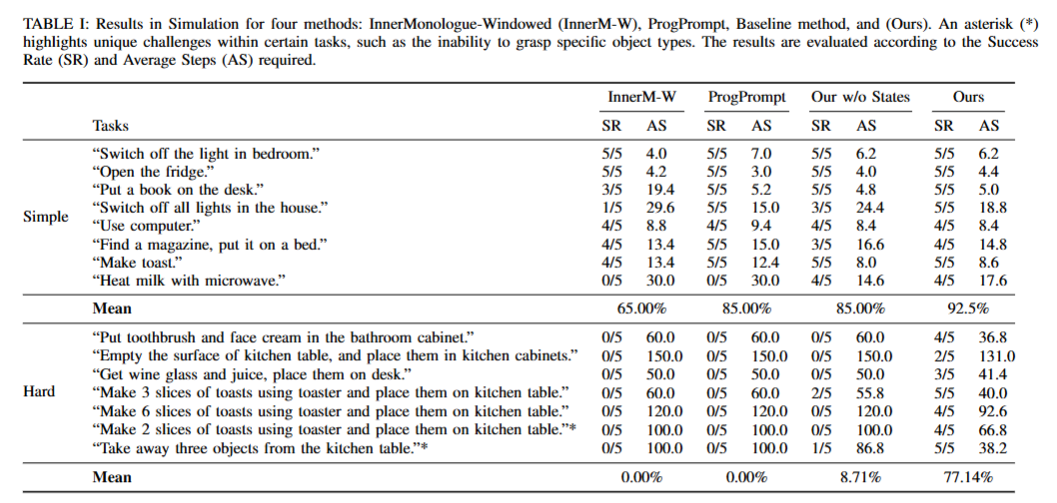 TABLE I: Results in Simulation for four methods: InnerMonologue-Windowed (InnerM-W), ProgPrompt, Baseline method, and (Ours). An asterisk (*)
highlights unique challenges within certain tasks, such as the inability to grasp specific object types. The results are evaluated according to the Success
Rate (SR) and Average Steps (AS) required.
InnerM-W ProgPrompt Our w/o States Ours
Tasks SR AS SR AS SR AS SR AS
“Switch off the light in bedroom.” 5/5 4.0 5/5 7.0 5/5 6.2 5/5 6.2
“Open the fridge.” 5/5 4.2 5/5 3.0 5/5 4.0 5/5 4.4
“Put a book on the desk.” 3/5 19.4 5/5 5.2 5/5 4.8 5/5 5.0
Simple “Switch off all lights in the house.” 1/5 29.6 5/5 15.0 3/5 24.4 5/5 18.8
“Use computer.” 4/5 8.8 4/5 9.4 4/5 8.4 4/5 8.4
“Find a magazine, put it on a bed.” 4/5 13.4 5/5 15.0 3/5 16.6 4/5 14.8
“Make toast.” 4/5 13.4 5/5 12.4 5/5 8.0 5/5 8.6
“Heat milk with microwave.” 0/5 30.0 0/5 30.0 4/5 14.6 4/5 17.6
Mean 65.00% 85.00% 85.00% 92.5%
“Put toothbrush and face cream in the bathroom cabinet.” 0/5 60.0 0/5 60.0 0/5 60.0 4/5 36.8
“Empty the surface of kitchen table, and place them in kitchen cabinets.” 0/5 150.0 0/5 150.0 0/5 150.0 2/5 131.0
“Get wine glass and juice, place them on desk.” 0/5 50.0 0/5 50.0 0/5 50.0 3/5 41.4
Hard “Make 3 slices of toasts using toaster and place them on kitchen table.” 0/5 60.0 0/5 60.0 2/5 55.8 5/5 40.0
“Make 6 slices of toasts using toaster and place them on kitchen table.” 0/5 120.0 0/5 120.0 0/5 120.0 4/5 92.6
“Make 2 slices of toasts using toaster and place them on kitchen table.”* 0/5 100.0 0/5 100.0 0/5 100.0 4/5 66.8
“Take away three objects from the kitchen table.”* 0/5 100.0 0/5 100.0 1/5 86.8 5/5 38.2
Mean 0.00% 0.00% 8.71% 77.14%